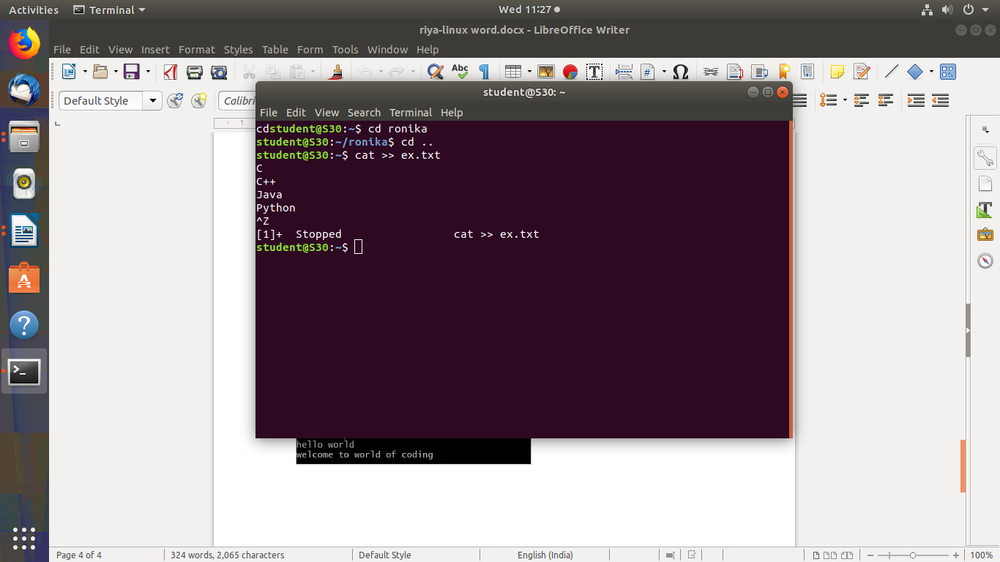 Activities Terminal Wed 11:27
riya-linux word.docx - LibreOffice Writer
File Edit View Insert Format Styles Table Form Tools Window Help
Abc
Default Style Calibri
student@S30: ~
File Edit View Search Terminal Help
1
cdstudent@S30:~$ cd ronika
student@S30:~/ronika$ cd ..
student@S30:~$ cat >> ex.txt
C
C++
Java
Python
^Z
[1]+  Stopped                 cat >> ex.txt
student@S30:~$
hello world
welcome to world of coding
Page 4 of 4 324 words, 2,065 characters Default Style English (India) 100%